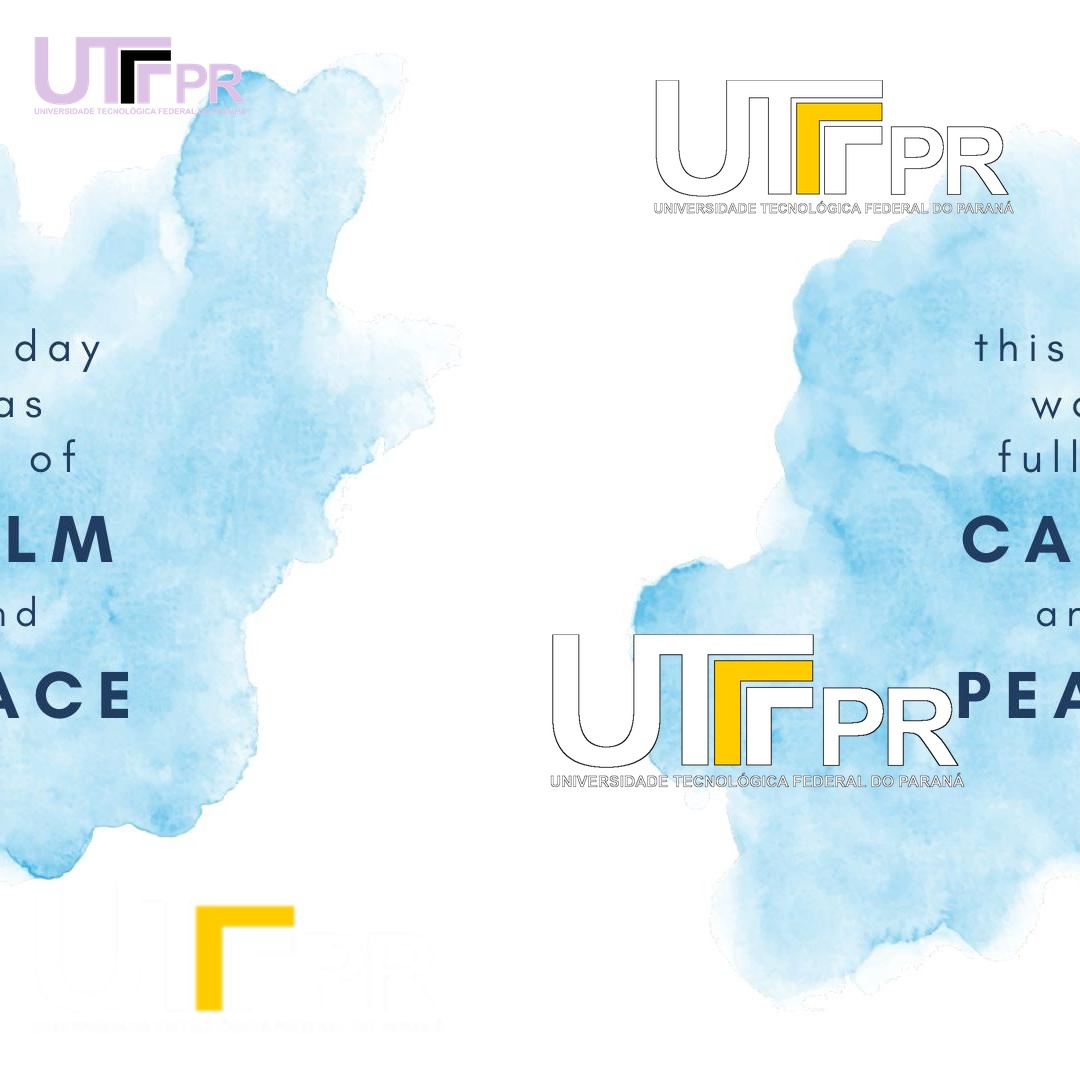 UTFPR
UNIVERSIDADE TECNOLÓGICA FEDERAL
UTFPR
UNIVERSIDADE TECNOLÓGICA FEDERAL DO PARANÁ
day
as
of
LM
nd
ACE
this
wa
full
CA
an
PEA
UTFPR
UNIVERSIDADE TECNOLÓGICA FEDERAL DO PARANÁ